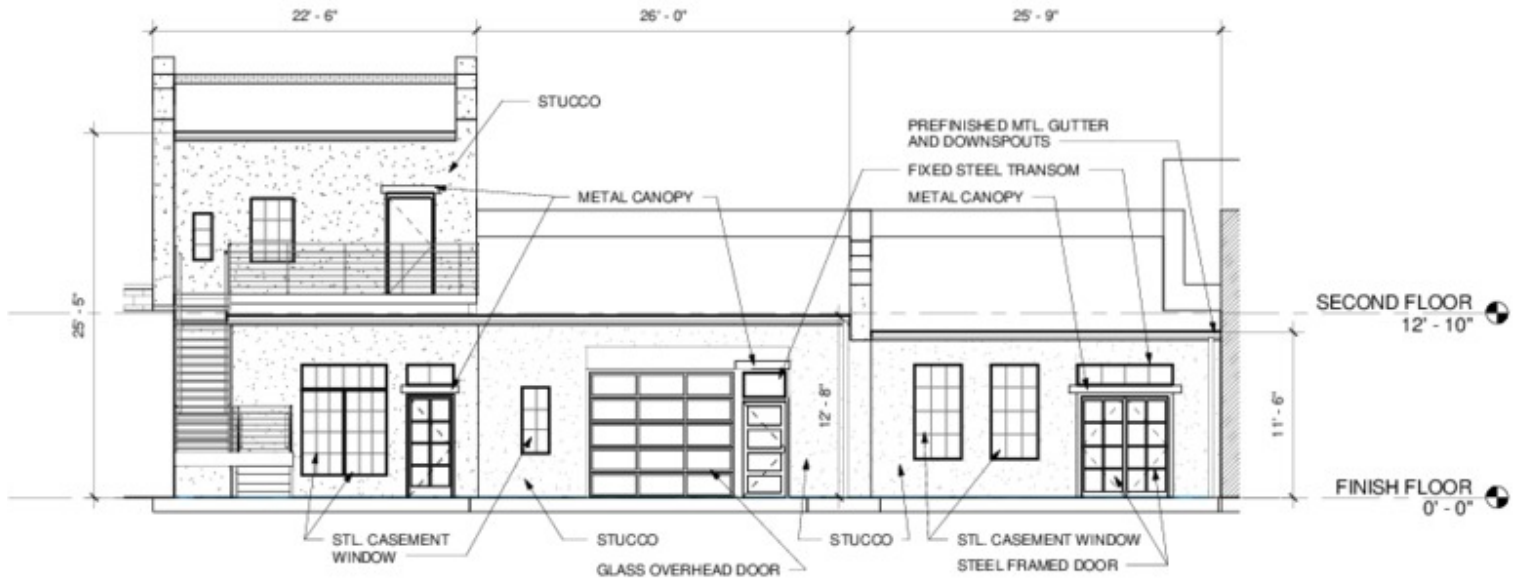 22' - 6"
26' - 0"
25' - 9"
STUCCO
PREFINISHED MTL. GUTTER
AND DOWNSPOUTS
FIXED STEEL TRANSOM
METAL CANOPY
METAL CANOPY
25' - 5"
SECOND FLOOR
12' - 10"
12' - 8"
11' - 6"
FINISH FLOOR
0' - 0"
STL. CASEMENT
WINDOW
STUCCO
GLASS OVERHEAD DOOR
STUCCO
STL. CASEMENT WINDOW
STEEL FRAMED DOOR